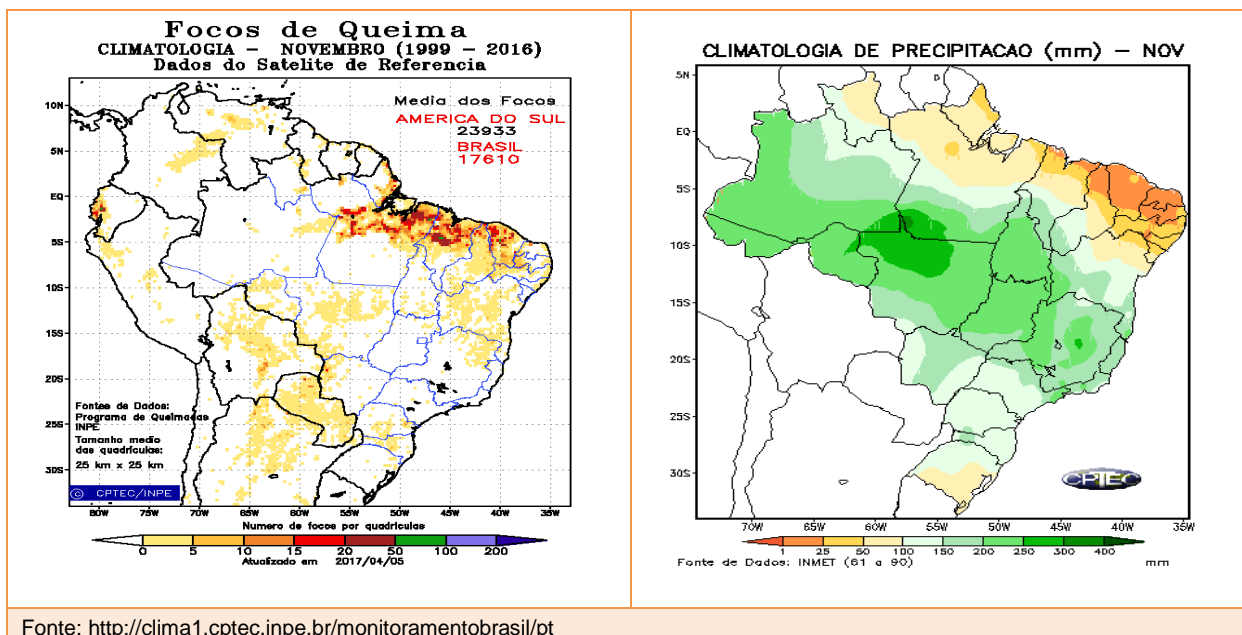 Focos de Queima
CLIMATOLOGIA – NOVEMBRO (1999 – 2016)
Dados do Satelite de Referencia
10N
5N
EQ
5S
10S
15S
20S
25S
30S
Media dos Focos
AMERICA DO SUL
23933
BRASIL
17610
Fontes de Dados:
Programa de Queimadas
INPE
Tamanho medio
das quadrículas:
25 km x 25 km
© CPTEC/INPE
80W 75W 70W 65W 60W 55W 50W 45W 40W 35W
Numero de focos por quadrículas
0 5 10 15 20 50 100 200
Atualizado em 2017/04/05
CLIMATOLOGIA DE PRECIPITACAO (mm) – NOV
5N
EQ
5S
10S
15S
20S
25S
30S
CPTEC
70W 65W 60W 55W 50W 45W 40W 35W
1 25 50 100 150 200 250 300 400
Fonte de Dados: INMET (61 a 90) mm
Fonte: http://clima1.cptec.inpe.br/monitoramentobrasil/pt